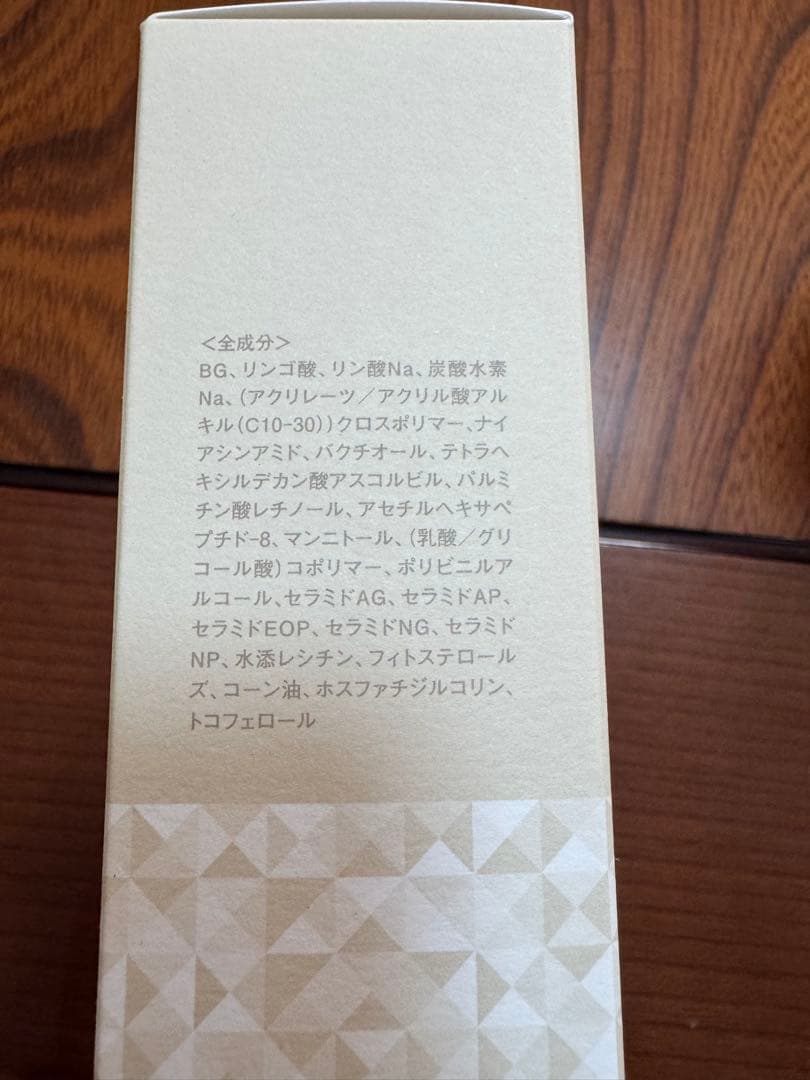 ＜全成分＞
BG、リンゴ酸、リン酸Na、炭酸水素
Na、(アクリレーツ／アクリル酸アル
キル(C10-30))クロスポリマー、ナイ
アシンアミド、バクチオール、テトラヘ
キシルデカン酸アスコルビル、パルミ
チン酸レチノール、アセチルヘキサペ
プチド-8、マンニトール、(乳酸／グリ
コール酸)コポリマー、ポリビニルア
ルコール、セラミドAG、セラミドAP、
セラミドEOP、セラミドNG、セラミド
NP、水添レシチン、フィトステロール
ズ、コーン油、ホスファチジルコリン、
トコフェロール